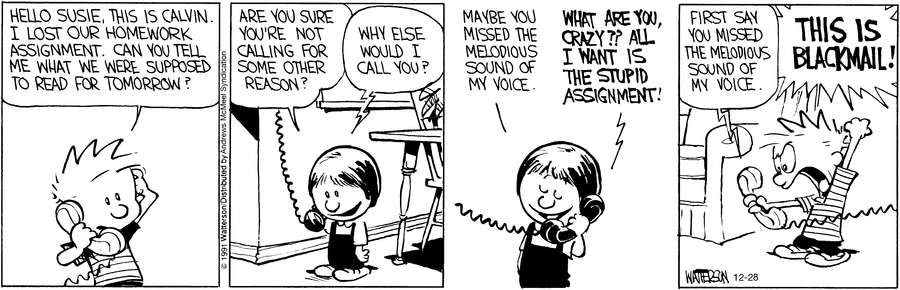 HELLO SUSIE, THIS IS CALVIN.
I LOST OUR HOMEWORK
ASSIGNMENT. CAN YOU TELL
ME WHAT WE WERE SUPPOSED
TO READ FOR TOMORROW?
© 1991 Watterson/Distributed by Andrews McMeel Syndication
ARE YOU SURE
YOU'RE NOT
CALLING FOR
SOME OTHER
REASON?
WHY ELSE
WOULD I
CALL YOU?
MAYBE YOU
MISSED THE
MELODIOUS
SOUND OF
MY VOICE.
WHAT ARE YOU,
CRAZY?? ALL
I WANT IS
THE STUPID
ASSIGNMENT!
FIRST SAY
YOU MISSED
THE MELODIOUS
SOUND OF
MY VOICE.
THIS IS
BLACKMAIL!
WATTERSON 12-28